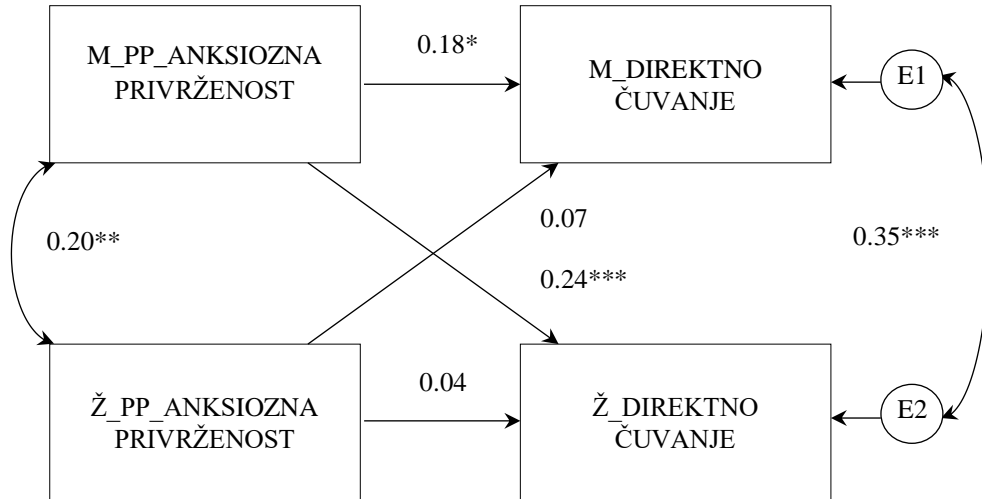 M_PP_ANKSIOZNA
PRIVRŽENOST
0.18*
M_DIREKTNO
ČUVANJE
E1
0.20**
0.07
0.24***
0.35***
Ž_PP_ANKSIOZNA
PRIVRŽENOST
0.04
Ž_DIREKTNO
ČUVANJE
E2